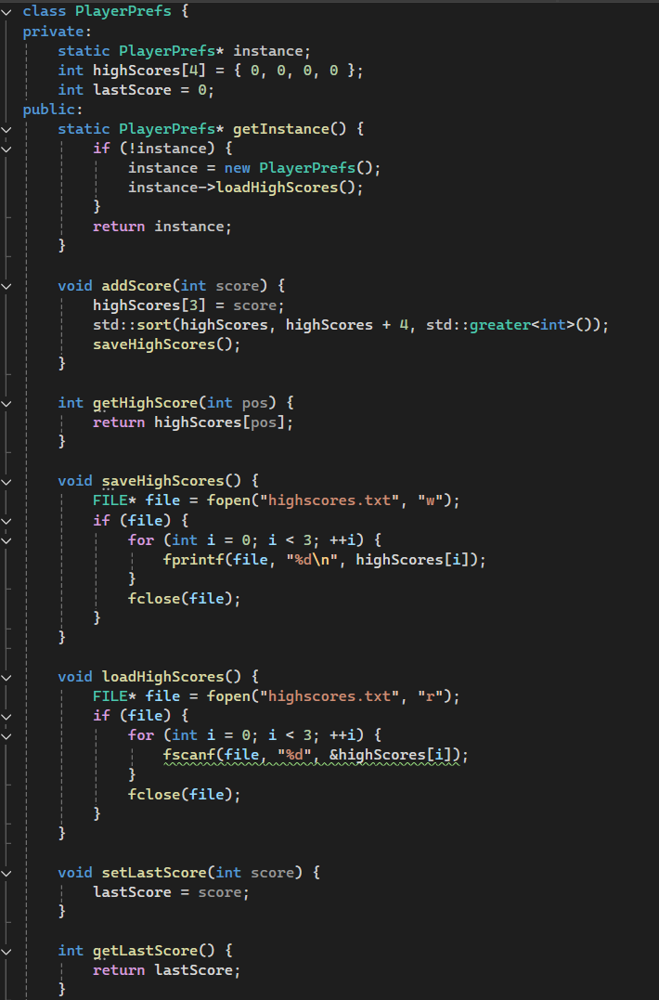 class PlayerPrefs {
private:
    static PlayerPrefs* instance;
    int highScores[4] = { 0, 0, 0, 0 };
    int lastScore = 0;
public:
    static PlayerPrefs* getInstance() {
        if (!instance) {
            instance = new PlayerPrefs();
            instance->loadHighScores();
        }
        return instance;
    }

    void addScore(int score) {
        highScores[3] = score;
        std::sort(highScores, highScores + 4, std::greater<int>());
        saveHighScores();
    }

    int getHighScore(int pos) {
        return highScores[pos];
    }

    void saveHighScores() {
        FILE* file = fopen("highscores.txt", "w");
        if (file) {
            for (int i = 0; i < 3; ++i) {
                fprintf(file, "%d\n", highScores[i]);
            }
            fclose(file);
        }
    }

    void loadHighScores() {
        FILE* file = fopen("highscores.txt", "r");
        if (file) {
            for (int i = 0; i < 3; ++i) {
                fscanf(file, "%d", &highScores[i]);
            }
            fclose(file);
        }
    }

    void setLastScore(int score) {
        lastScore = score;
    }

    int getLastScore() {
        return lastScore;
    }